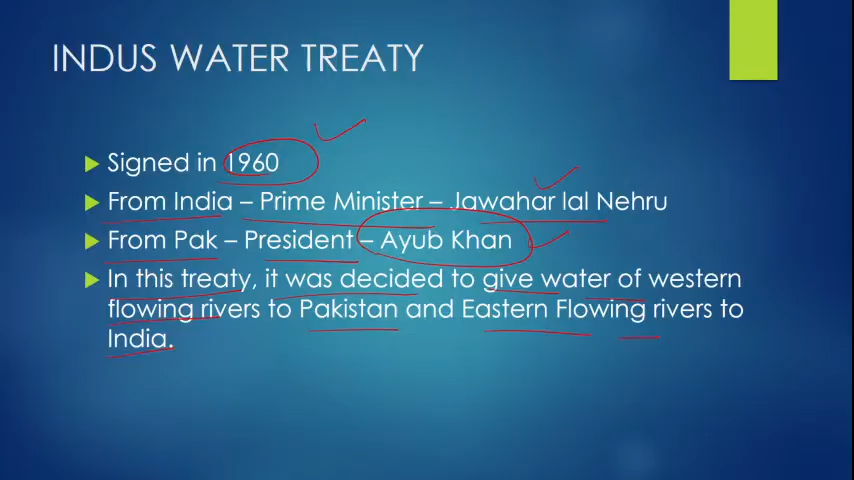 INDUS WATER TREATY
Signed in 1960
From India – Prime Minister – Jawahar lal Nehru
From Pak – President – Ayub Khan
In this treaty, it was decided to give water of western
flowing rivers to Pakistan and Eastern Flowing rivers to
India.